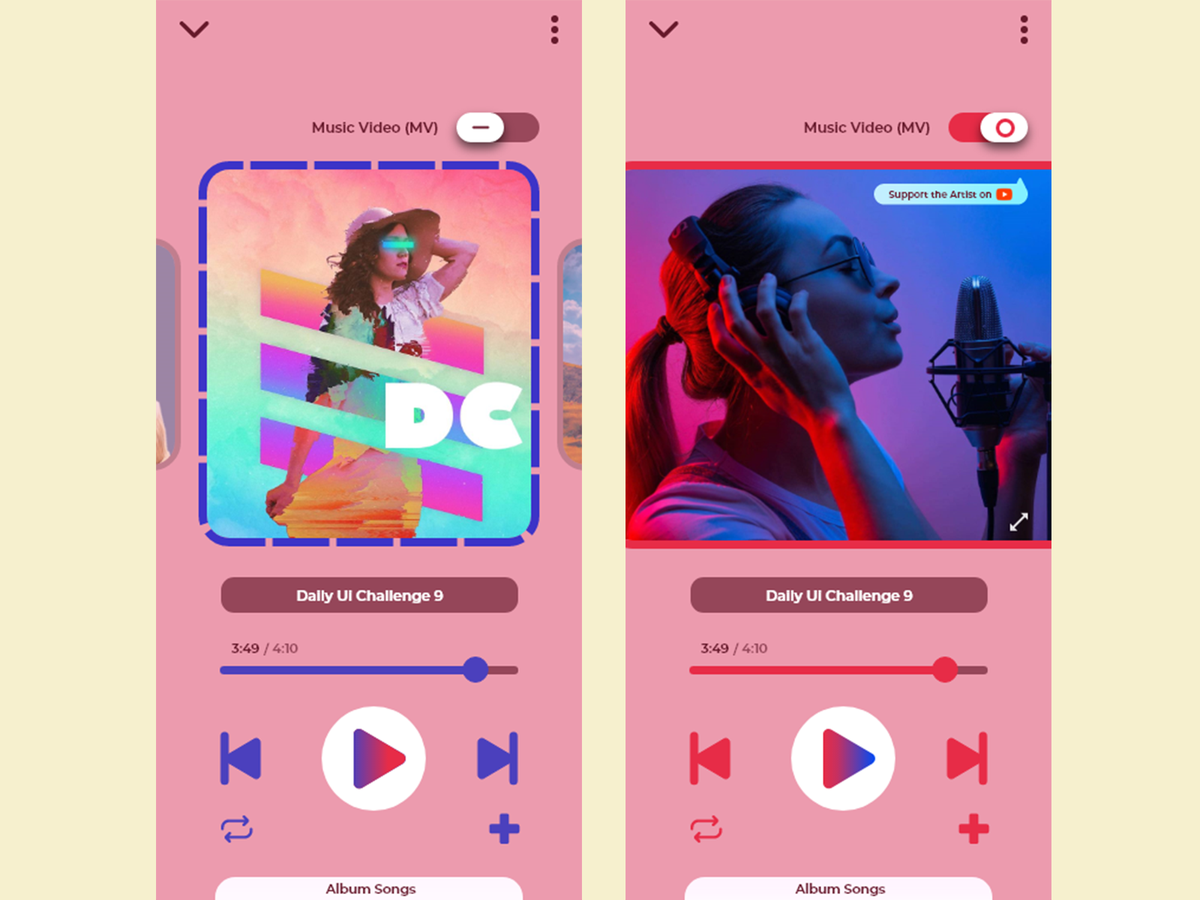 Music Video (MV)
DC
Daily UI Challenge 9
3:49 / 4:10
Album Songs
Music Video (MV)
Support the Artist on
Daily UI Challenge 9
3:49 / 4:10
Album Songs